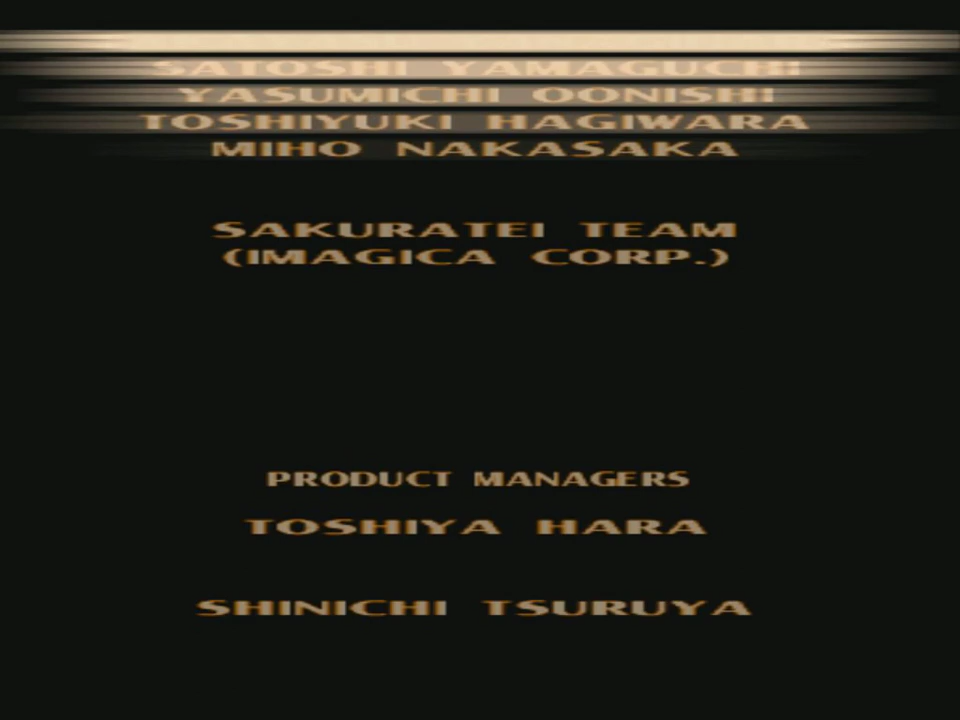 SATOSHI YAMAGUCHI
YASUMICHI OONISHI
TOSHIYUKI HAGIWARA
MIHO NAKASAKA
SAKURATEI TEAM
(IMAGICA CORP.)
PRODUCT MANAGERS
TOSHIYA HARA
SHINICHI TSURUYA